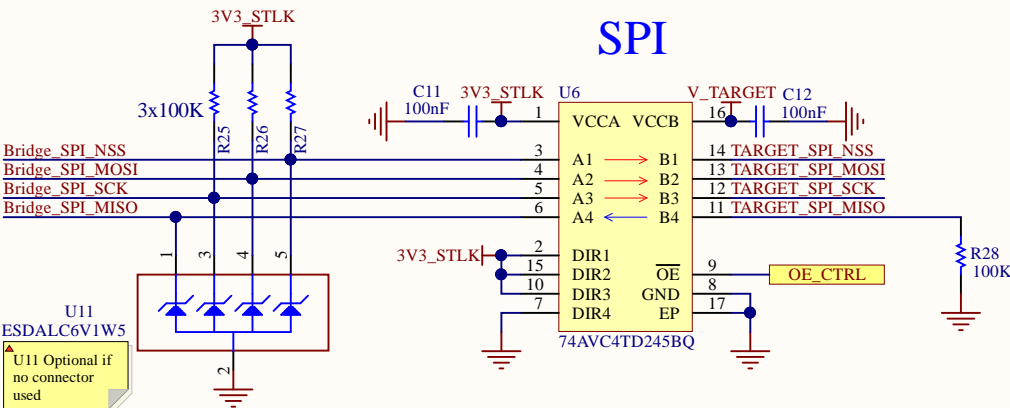 SPI
3V3_STLK
3x100K
R25
R26
R27
C11
100nF
3V3_STLK
U6
V_TARGET
C12
100nF
1
VCCA
VCCB
16
Bridge_SPI_NSS
3
A1
B1
14
TARGET_SPI_NSS
Bridge_SPI_MOSI
4
A2
B2
13
TARGET_SPI_MOSI
Bridge_SPI_SCK
5
A3
B3
12
TARGET_SPI_SCK
Bridge_SPI_MISO
6
A4
B4
11
TARGET_SPI_MISO
3V3_STLK
2
DIR1
15
DIR2
OE
9
OE_CTRL
10
DIR3
GND
8
7
DIR4
EP
17
74AVC4TD245BQ
R28
100K
1
3
4
5
U11
ESDALC6V1W5
2
U11 Optional if
no connector
used